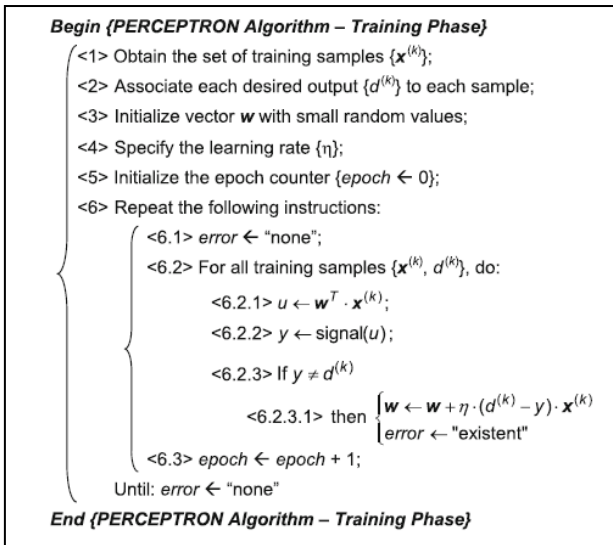 Begin {PERCEPTRON Algorithm – Training Phase}
<1> Obtain the set of training samples {x^(k)};
<2> Associate each desired output {d^(k)} to each sample;
<3> Initialize vector w with small random values;
<4> Specify the learning rate {η};
<5> Initialize the epoch counter {epoch ← 0};
<6> Repeat the following instructions:
<6.1> error ← “none”;
<6.2> For all training samples {x^(k), d^(k)}, do:
<6.2.1> u ← w^T · x^(k);
<6.2.2> y ← signal(u);
<6.2.3> If y ≠ d^(k)
<6.2.3.1> then { w ← w + η · (d^(k) – y) · x^(k)
error ← "existent"
<6.3> epoch ← epoch + 1;
Until: error ← “none”
End {PERCEPTRON Algorithm – Training Phase}